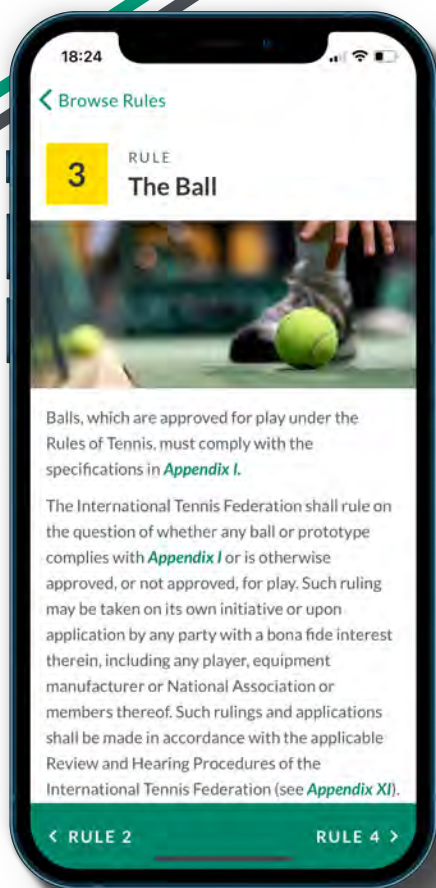 18:24
Browse Rules
3
RULE
The Ball
Balls, which are approved for play under the
Rules of Tennis, must comply with the
specifications in Appendix I.
The International Tennis Federation shall rule on
the question of whether any ball or prototype
complies with Appendix I or is otherwise
approved, or not approved, for play. Such ruling
may be taken on its own initiative or upon
application by any party with a bona fide interest
therein, including any player, equipment
manufacturer or National Association or
members thereof. Such rulings and applications
shall be made in accordance with the applicable
Review and Hearing Procedures of the
International Tennis Federation (see Appendix XI).
< RULE 2 RULE 4 >